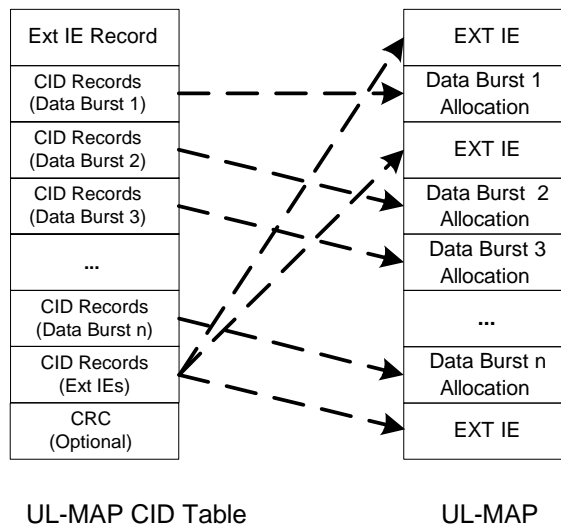 Ext IE Record
CID Records
(Data Burst 1)
CID Records
(Data Burst 2)
CID Records
(Data Burst 3)
...
CID Records
(Data Burst n)
CID Records
(Ext IEs)
CRC
(Optional)
UL-MAP CID Table
EXT IE
Data Burst 1
Allocation
EXT IE
Data Burst 2
Allocation
Data Burst 3
Allocation
...
Data Burst n
Allocation
EXT IE
UL-MAP